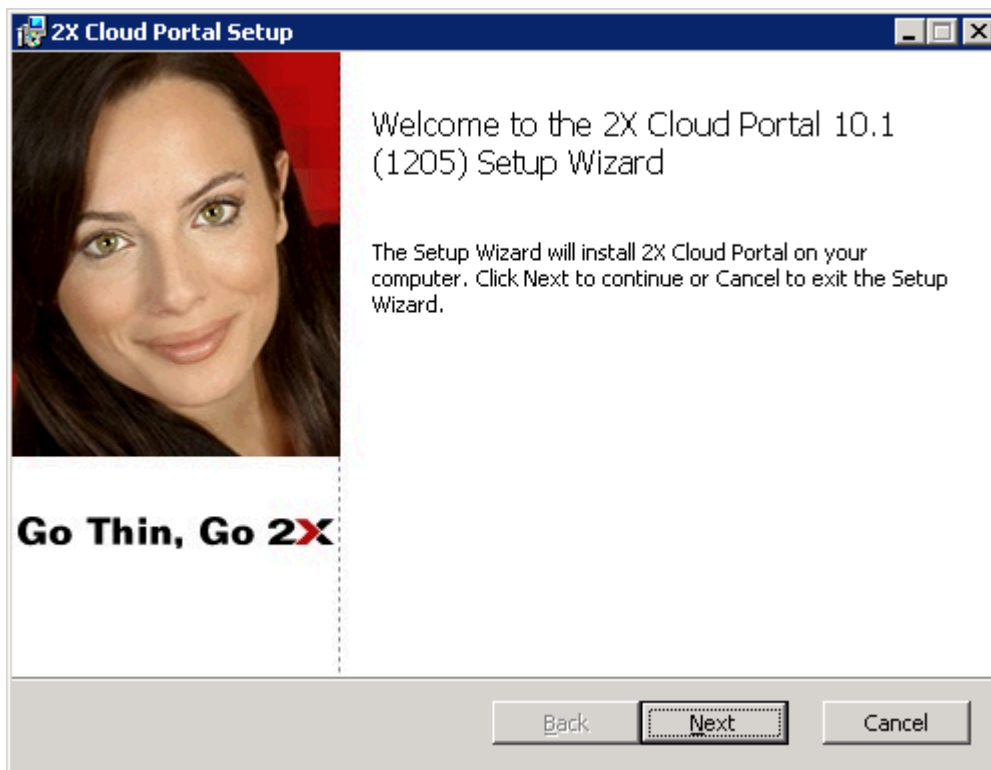 2X Cloud Portal Setup
Welcome to the 2X Cloud Portal 10.1
(1205) Setup Wizard
The Setup Wizard will install 2X Cloud Portal on your
computer. Click Next to continue or Cancel to exit the Setup
Wizard.
Go Thin, Go 2X
Back
Next
Cancel